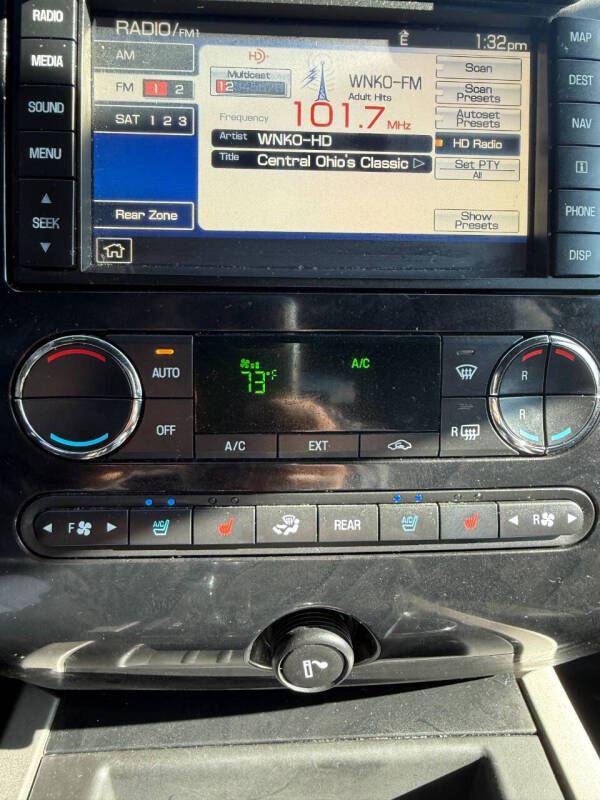 RADIO
MEDIA
SOUND
MENU
SEEK
RADIO/FM1
E
1:32pm
AM
FM 1 2
SAT 1 2 3
Rear Zone
HD
Multicast
12
WNKO-FM
Adult Hits
Frequency 101.7 MHz
Artist WNKO-HD
Title Central Ohio's Classic
Scan
Scan
Presets
Autoset
Presets
HD Radio
Set PTY
All
Show
Presets
MAP
DEST
NAV
i
PHONE
DISP
AUTO
OFF
73°F
A/C
A/C
EXT
R
R
R
F
A/C
REAR
A/C
R